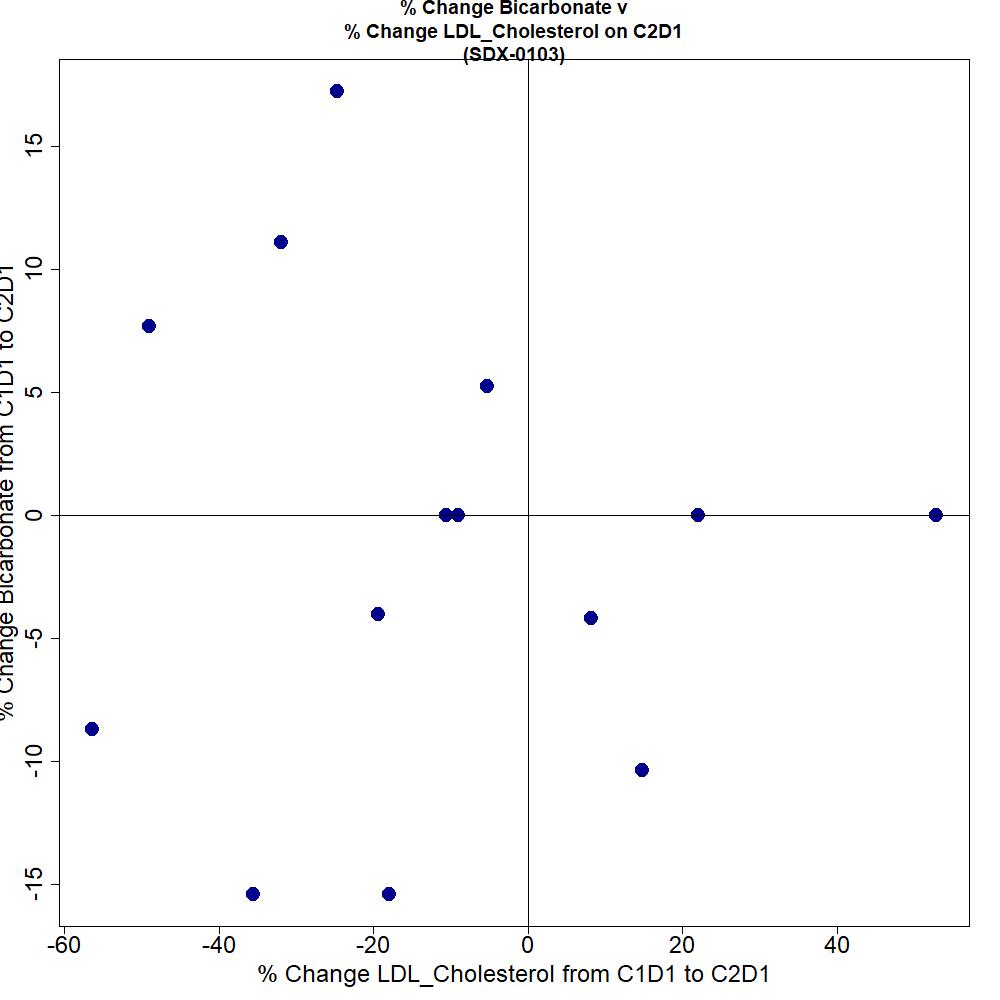 % Change Bicarbonate v
% Change LDL_Cholesterol on C2D1
(SDX-0103)
% Change Bicarbonate from C1D1 to C2D1
15
10
5
0
-5
-10
-15
-60
-40
-20
0
20
40
% Change LDL_Cholesterol from C1D1 to C2D1